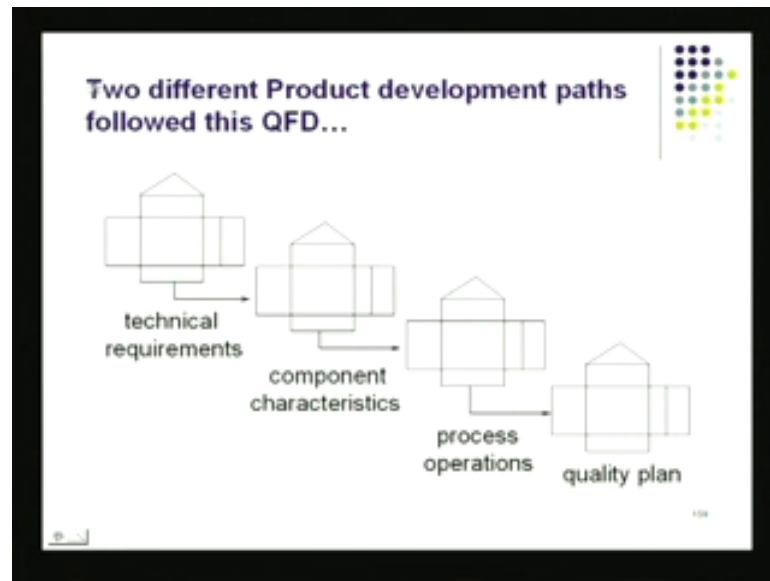 Two different Product development paths
followed this QFD...
technical
requirements
component
characteristics
process
operations
quality plan